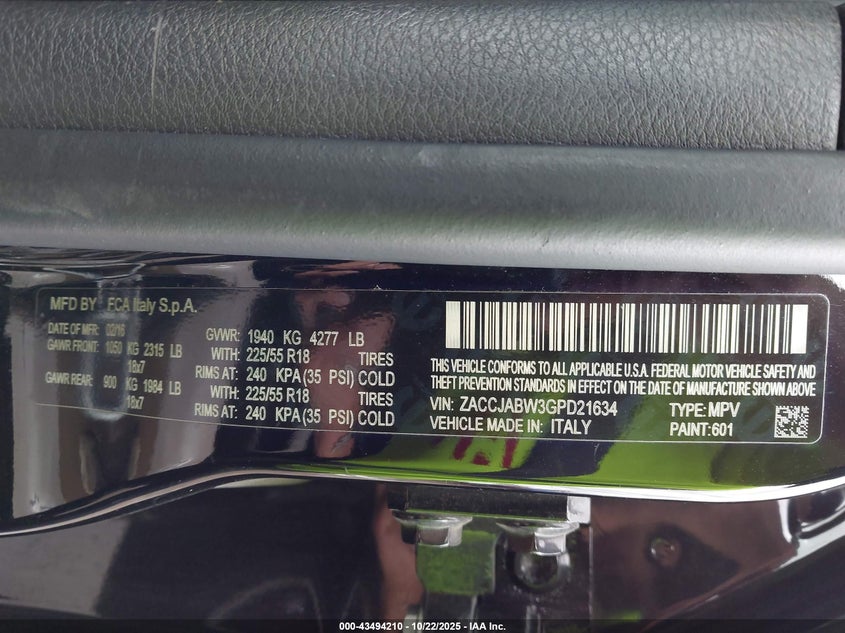 MFD BY FCA Italy S.p.A.
DATE OF MFR: 02/16
GVWR: 1940 KG 4277 LB
GAWR FRONT: 1050 KG 2315 LB WITH: 225/55 R18 TIRES
18x7 RIMS AT: 240 KPA(35 PSI) COLD
GAWR REAR: 900 KG 1984 LB WITH: 225/55 R18 TIRES
18x7 RIMS AT: 240 KPA(35 PSI) COLD
THIS VEHICLE CONFORMS TO ALL APPLICABLE U.S.A. FEDERAL MOTOR VEHICLE SAFETY AND
THEFT PREVENTION STANDARDS IN EFFECT ON THE DATE OF MANUFACTURE SHOWN ABOVE
VIN: ZACCJABW3GPD21634 TYPE:MPV
VEHICLE MADE IN: ITALY PAINT:601
000-43494210 - 10/22/2025 - IAA Inc.